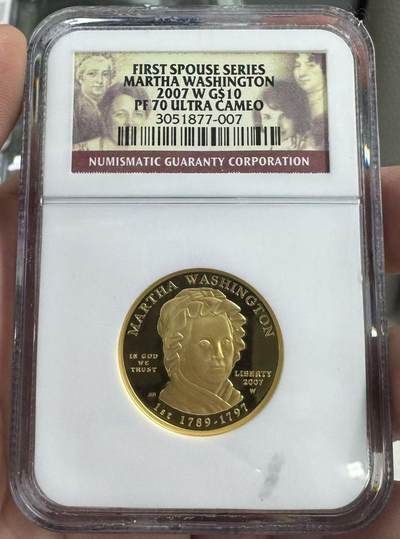 FIRST SPOUSE SERIES
MARTHA WASHINGTON
2007 W G$10
PF 70 ULTRA CAMEO
3051877-007
NUMISMATIC GUARANTY CORPORATION
MARTHA WASHINGTON
IN GOD
WE
TRUST
LIBERTY
2007
W
1st 1789-1797